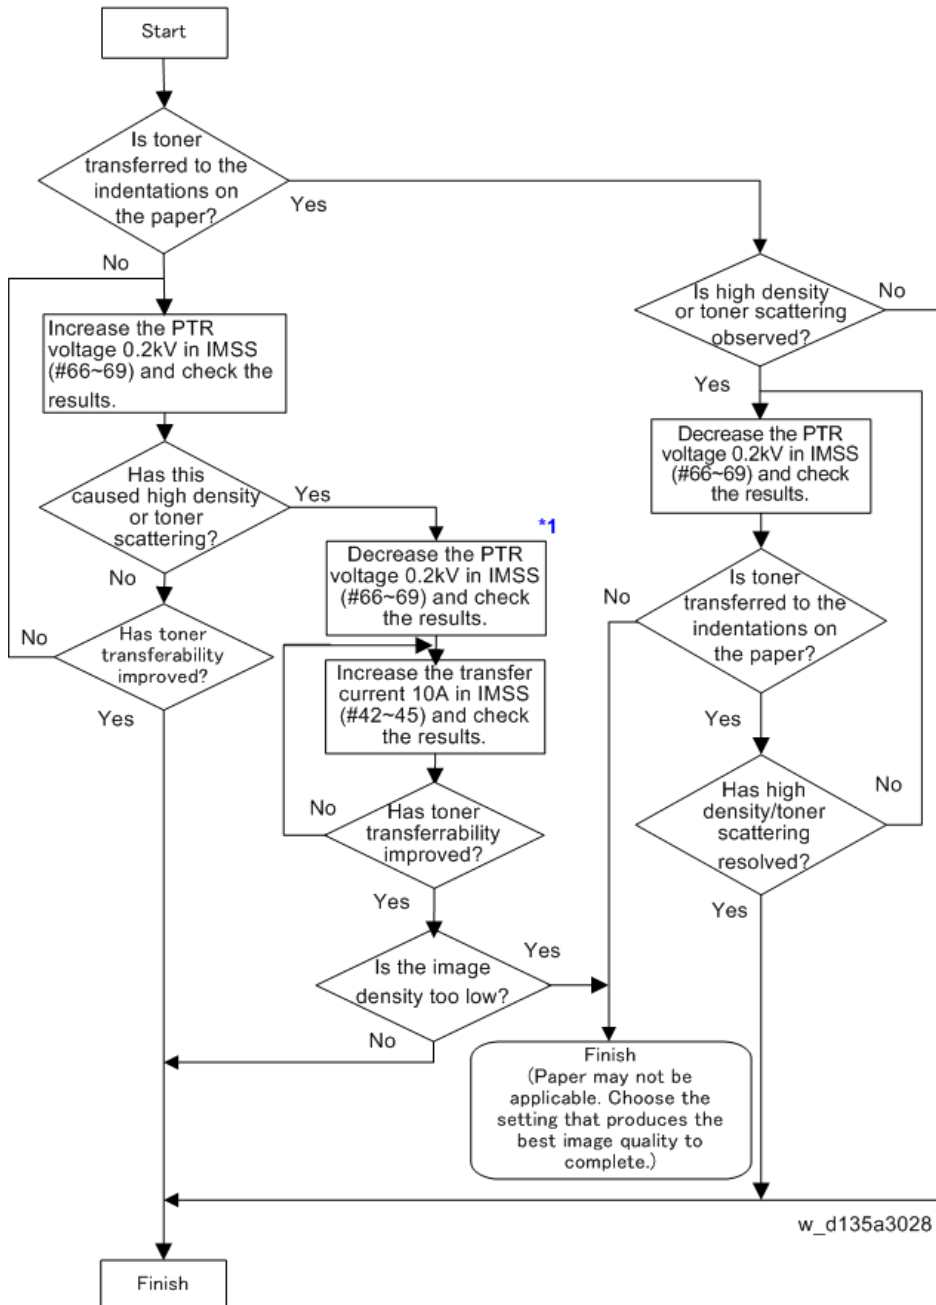 Start
Is toner
transferred to the
indentations on
the paper?
Yes
No
Is high density
or toner scattering
observed?
No
Yes
Increase the PTR
voltage 0.2kV in IMSS
(#66~69) and check the
results.
Decrease the PTR
voltage 0.2kV in IMSS
(#66~69) and check
the results.
Has this
caused high density
or toner
scattering?
Yes
No
*1
Decrease the PTR
voltage 0.2kV in IMSS
(#66~69) and check
the results.
Is toner
transferred to the
indentations on
the paper?
No
Yes
Has toner
transferability
improved?
No
Yes
Increase the transfer
current 10A in IMSS
(#42~45) and check
the results.
Has toner
transferrability
improved?
No
Yes
Has high
density/toner
scattering
resolved?
No
Yes
Is the image
density too low?
Yes
No
Finish
(Paper may not be
applicable. Choose the
setting that produces the
best image quality to
complete.)
w_d135a3028
Finish